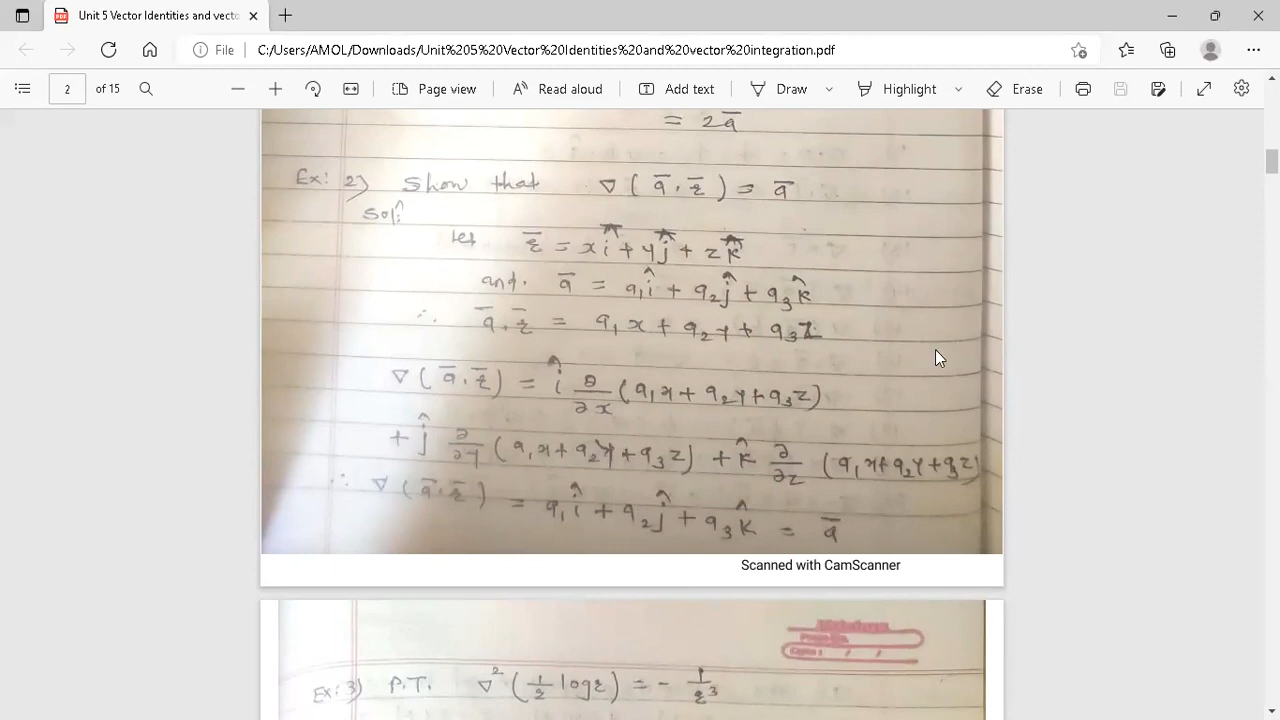 Unit 5 Vector Identities and vecto
File C:/Users/AMOL/Downloads/Unit%205%20Vector%20Identities%20and%20vector%20integration.pdf
2 of 15 Page view Read aloud Add text Draw Highlight Erase
= 2a̅
Ex: 2) Show that ∇(a̅.r̅) = a̅
Sol:
Let r̅ = xî + yĵ + zk̂
and. a̅ = a₁î + a₂ĵ + a₃k̂
∴ a̅.r̅ = a₁x + a₂y + a₃z
∇(a̅.r̅) = î ∂/∂x (a₁x + a₂y + a₃z)
+ ĵ ∂/∂y (a₁x + a₂y + a₃z) + k̂ ∂/∂z (a₁x + a₂y + a₃z)
∴ ∇(a̅.r̅) = a₁î + a₂ĵ + a₃k̂ = a̅
Scanned with CamScanner
Ex: 3) P.T. ∇²(1/2 log r) = - 1/r³